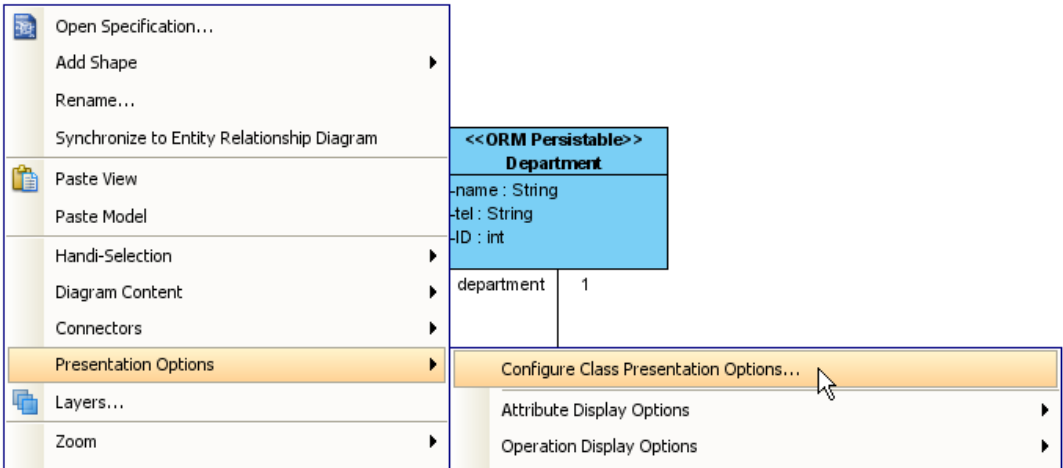 Open Specification...
Add Shape
Rename...
Synchronize to Entity Relationship Diagram
Paste View
Paste Model
Handi-Selection
Diagram Content
Connectors
Presentation Options
Layers...
Zoom
<<ORM Persistable>>
Department
-name : String
-tel : String
-ID : int
department 1
Configure Class Presentation Options...
Attribute Display Options
Operation Display Options